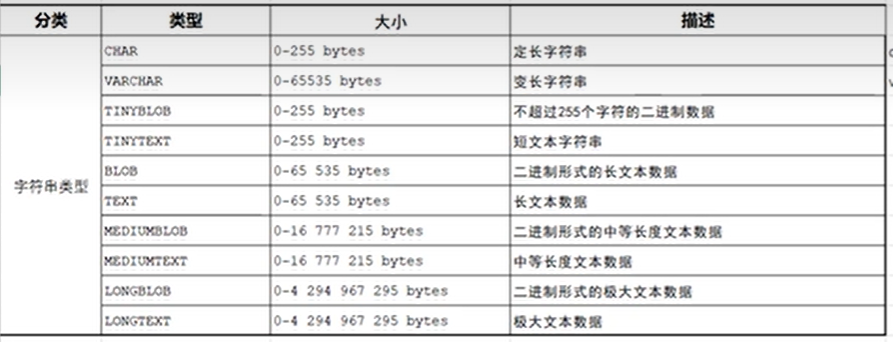 分类 类型 大小 描述
CHAR 0-255 bytes 定长字符串
VARCHAR 0-65535 bytes 变长字符串
TINYBLOB 0-255 bytes 不超过255个字符的二进制数据
TINYTEXT 0-255 bytes 短文本字符串
字符串类型 BLOB 0-65 535 bytes 二进制形式的长文本数据
TEXT 0-65 535 bytes 长文本数据
MEDIUMBLOB 0-16 777 215 bytes 二进制形式的中等长度文本数据
MEDIUMTEXT 0-16 777 215 bytes 中等长度文本数据
LONGBLOB 0-4 294 967 295 bytes 二进制形式的极大文本数据
LONGTEXT 0-4 294 967 295 bytes 极大文本数据